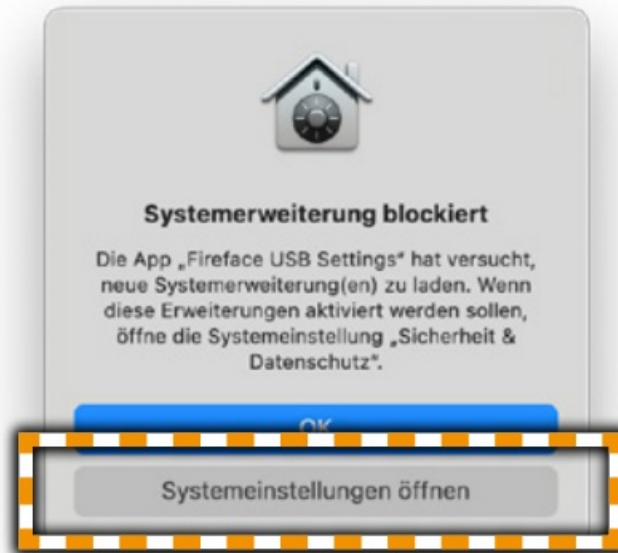 Systemerweiterung blockiert
Die App „Fireface USB Settings“ hat versucht,
neue Systemerweiterung(en) zu laden. Wenn
diese Erweiterungen aktiviert werden sollen,
öffne die Systemeinstellung „Sicherheit &
Datenschutz“.
OK
Systemeinstellungen öffnen